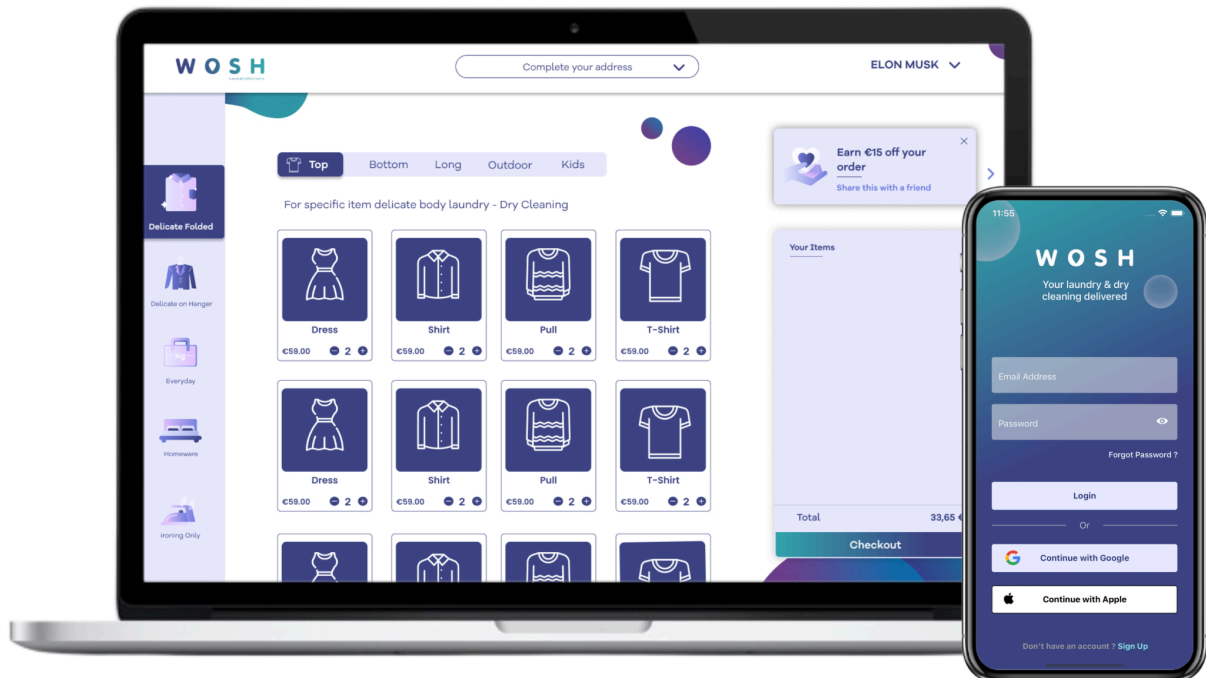 WOSH
Complete your address
ELON MUSK
Top
Bottom
Long
Outdoor
Kids
For specific item delicate body laundry - Dry Cleaning
Delicate Folded
Delicate on Hanger
Kg
Everyday
Homeware
Ironing Only
Dress
€59.00 2
Shirt
€59.00 2
Pull
€59.00 2
T-Shirt
€59.00 2
Dress
€59.00 2
Shirt
€59.00 2
Pull
€59.00 2
T-Shirt
€59.00 2
Earn €15 off your
order
Share this with a friend
Your Items
Total 33,65 €
Checkout
11:55
WOSH
Your laundry & dry
cleaning delivered
Email Address
Password
Forgot Password ?
Login
Or
Continue with Google
Continue with Apple
Don't have an account ? Sign Up